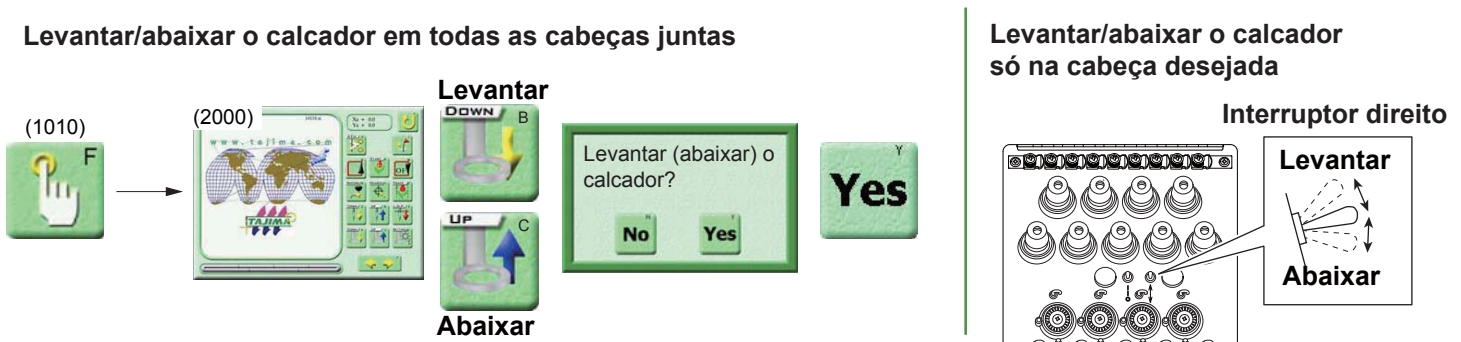 Levantar/abaixar o calcador em todas as cabeças juntas
(1010)
F
(2000)
www.tajima.com
TAJIMA
Levantar
DOWN
B
UP
C
Abaixar
Levantar (abaixar) o
calcador?
N
No
Y
Yes
Y
Yes
Levantar/abaixar o calcador
só na cabeça desejada
Interruptor direito
Levantar
Abaixar